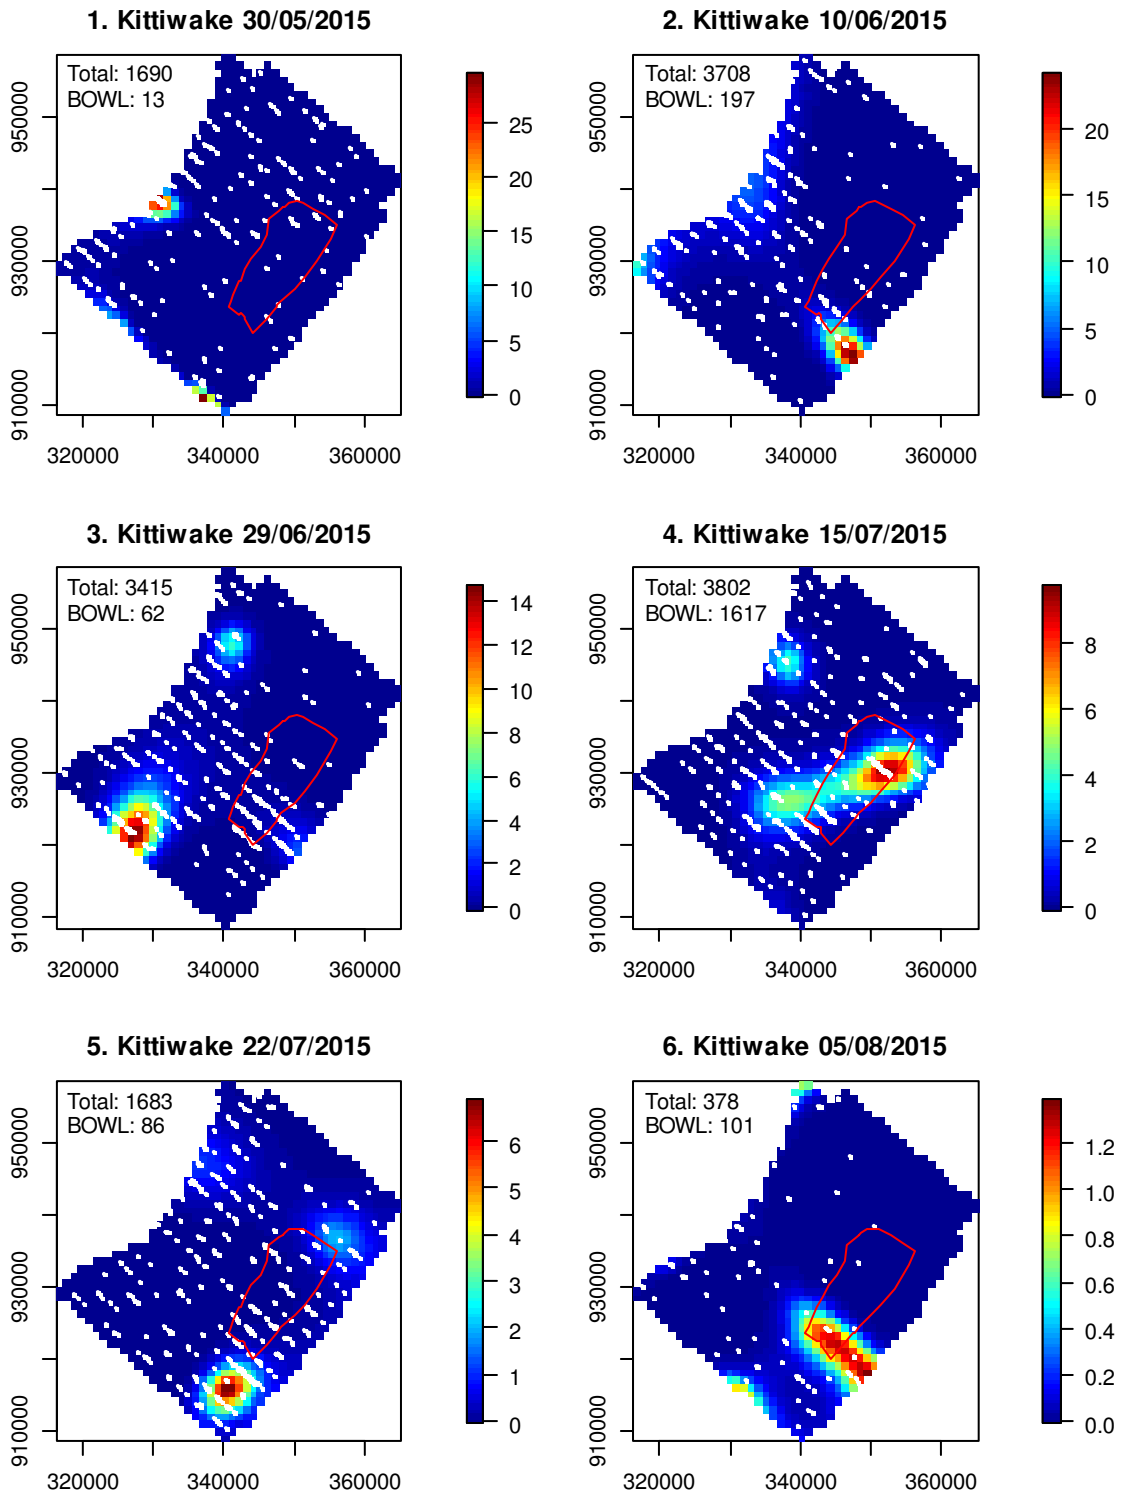 1. Kittiwake 30/05/2015
Total: 1690
BOWL: 13
950000
930000
910000
320000 340000 360000
25
20
15
10
5
0
2. Kittiwake 10/06/2015
Total: 3708
BOWL: 197
950000
930000
910000
320000 340000 360000
20
15
10
5
0
3. Kittiwake 29/06/2015
Total: 3415
BOWL: 62
950000
930000
910000
320000 340000 360000
14
12
10
8
6
4
2
0
4. Kittiwake 15/07/2015
Total: 3802
BOWL: 1617
950000
930000
910000
320000 340000 360000
8
6
4
2
0
5. Kittiwake 22/07/2015
Total: 1683
BOWL: 86
950000
930000
910000
320000 340000 360000
6
5
4
3
2
1
0
6. Kittiwake 05/08/2015
Total: 378
BOWL: 101
950000
930000
910000
320000 340000 360000
1.2
1.0
0.8
0.6
0.4
0.2
0.0